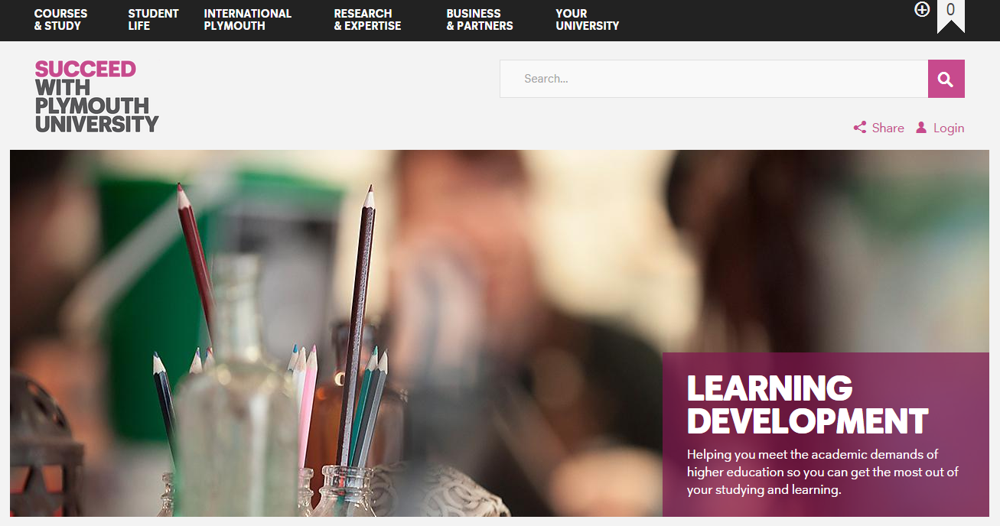 COURSES
& STUDY
STUDENT
LIFE
INTERNATIONAL
PLYMOUTH
RESEARCH
& EXPERTISE
BUSINESS
& PARTNERS
YOUR
UNIVERSITY
0
SUCCEED
WITH
PLYMOUTH
UNIVERSITY
Search...
Share
Login
LEARNING
DEVELOPMENT
Helping you meet the academic demands of
higher education so you can get the most out of
your studying and learning.